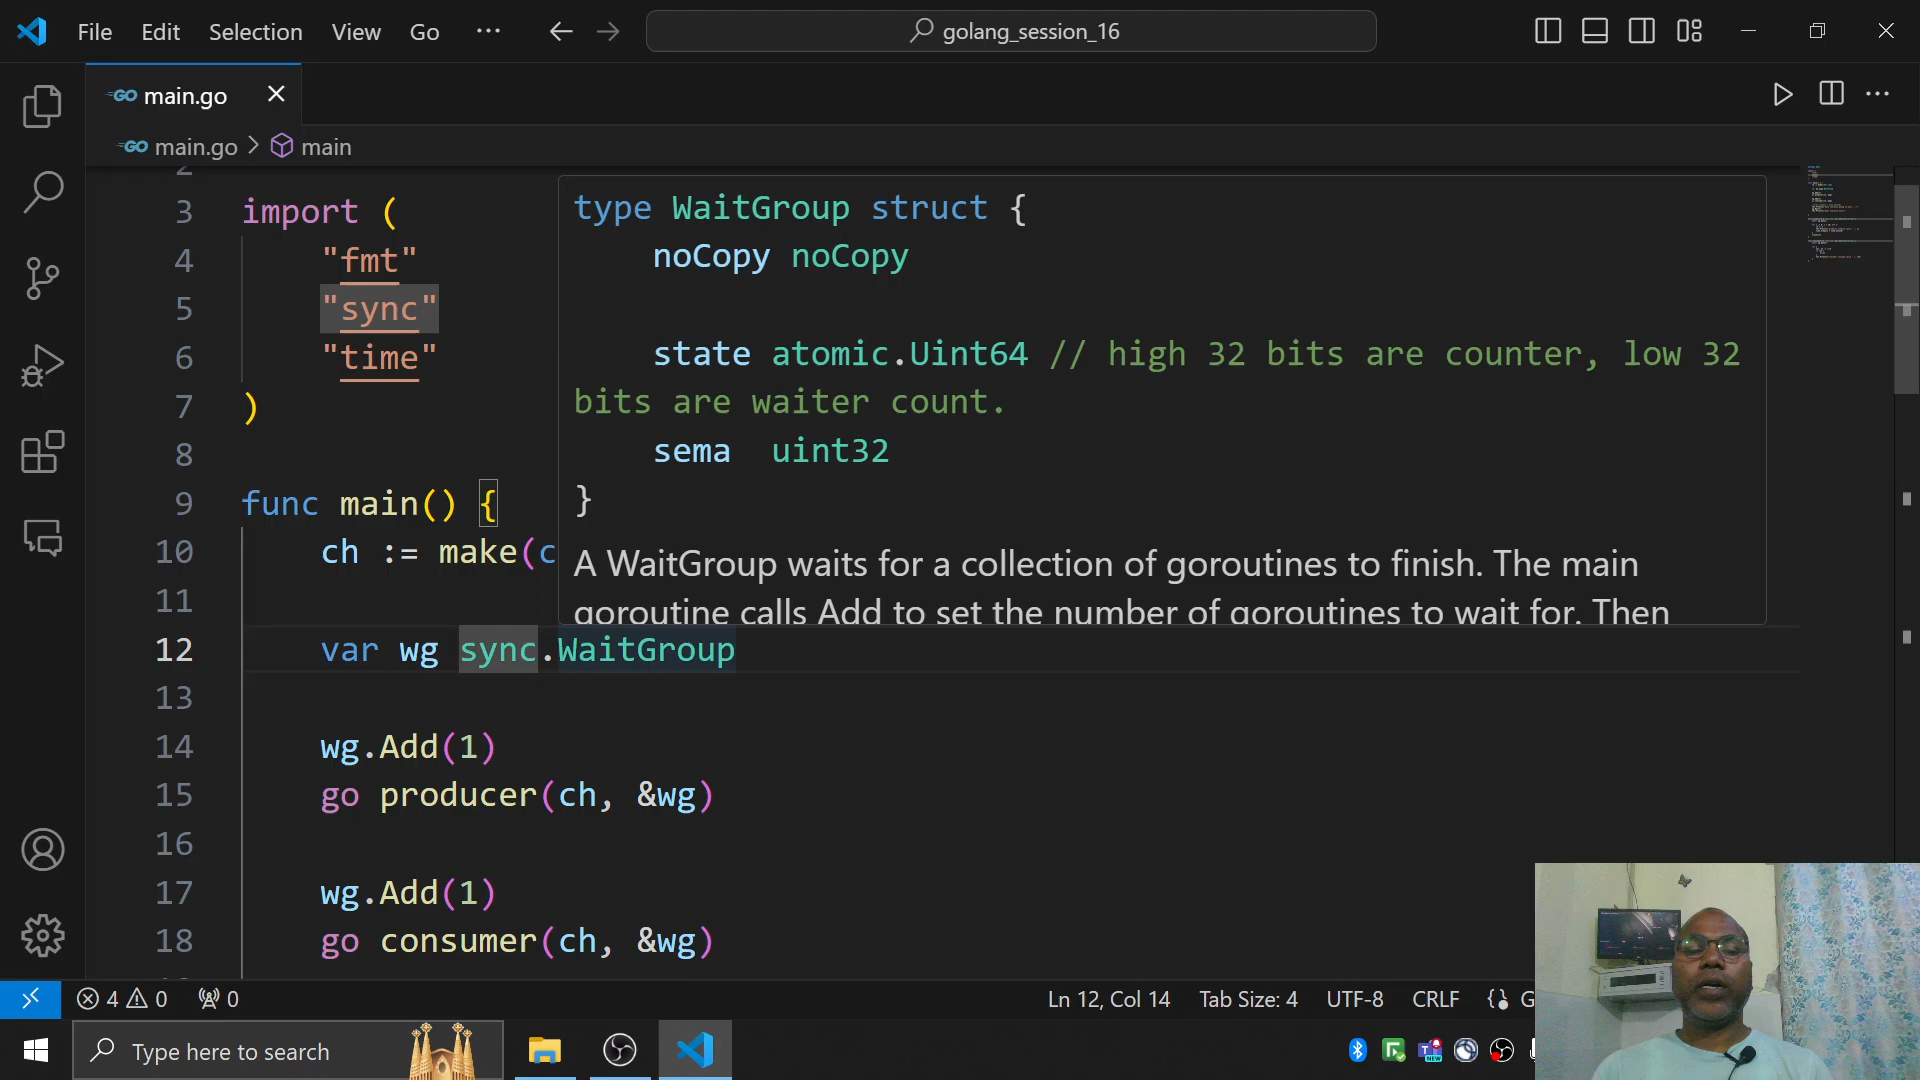 File Edit Selection View Go ··· golang_session_16
GO main.go
GO main.go > main
2
3 import (
4 "fmt"
5 "sync"
6 "time"
7 )
8
9 func main() {
10 ch := make(c
11
12 var wg sync.WaitGroup
13
14 wg.Add(1)
15 go producer(ch, &wg)
16
17 wg.Add(1)
18 go consumer(ch, &wg)
type WaitGroup struct {
noCopy noCopy
state atomic.Uint64 // high 32 bits are counter, low 32
bits are waiter count.
sema uint32
}
A WaitGroup waits for a collection of goroutines to finish. The main
goroutine calls Add to set the number of goroutines to wait for. Then
4 0 0 Ln 12, Col 14 Tab Size: 4 UTF-8 CRLF G
Type here to search
NEW